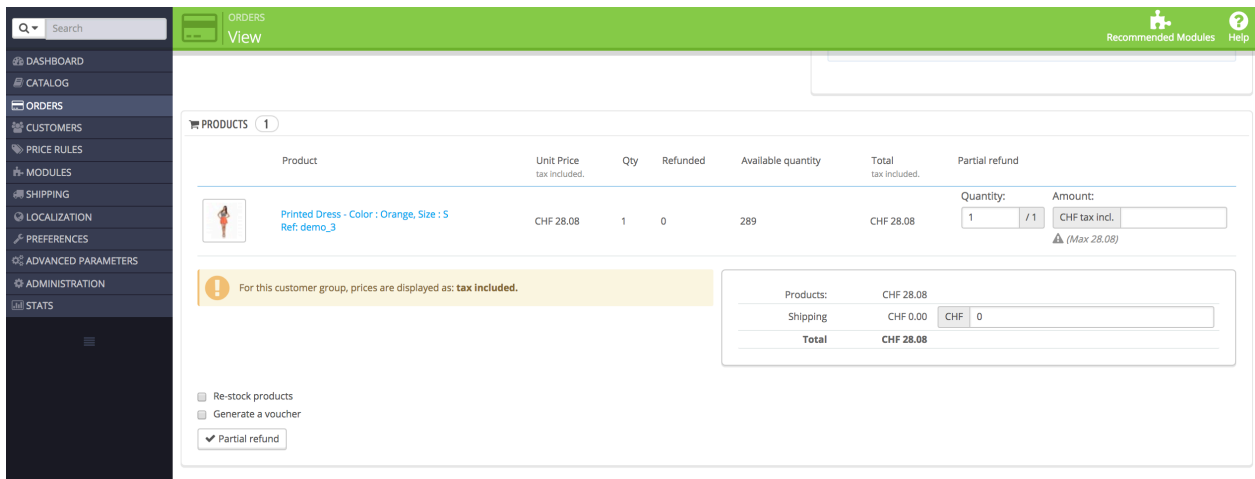 Search
ORDERS
View
Recommended Modules
Help
DASHBOARD
CATALOG
ORDERS
CUSTOMERS
PRICE RULES
MODULES
SHIPPING
LOCALIZATION
PREFERENCES
ADVANCED PARAMETERS
ADMINISTRATION
STATS
PRODUCTS 1
Product Unit Price Qty Refunded Available quantity Total Partial refund
tax included. tax included.
Quantity: Amount:
Printed Dress - Color : Orange, Size : S
Ref: demo_3
CHF 28.08 1 0 289 CHF 28.08 1 / 1 CHF tax incl.
(Max 28.08)
For this customer group, prices are displayed as: tax included.
Products: CHF 28.08
Shipping CHF 0.00 CHF 0
Total CHF 28.08
Re-stock products
Generate a voucher
Partial refund